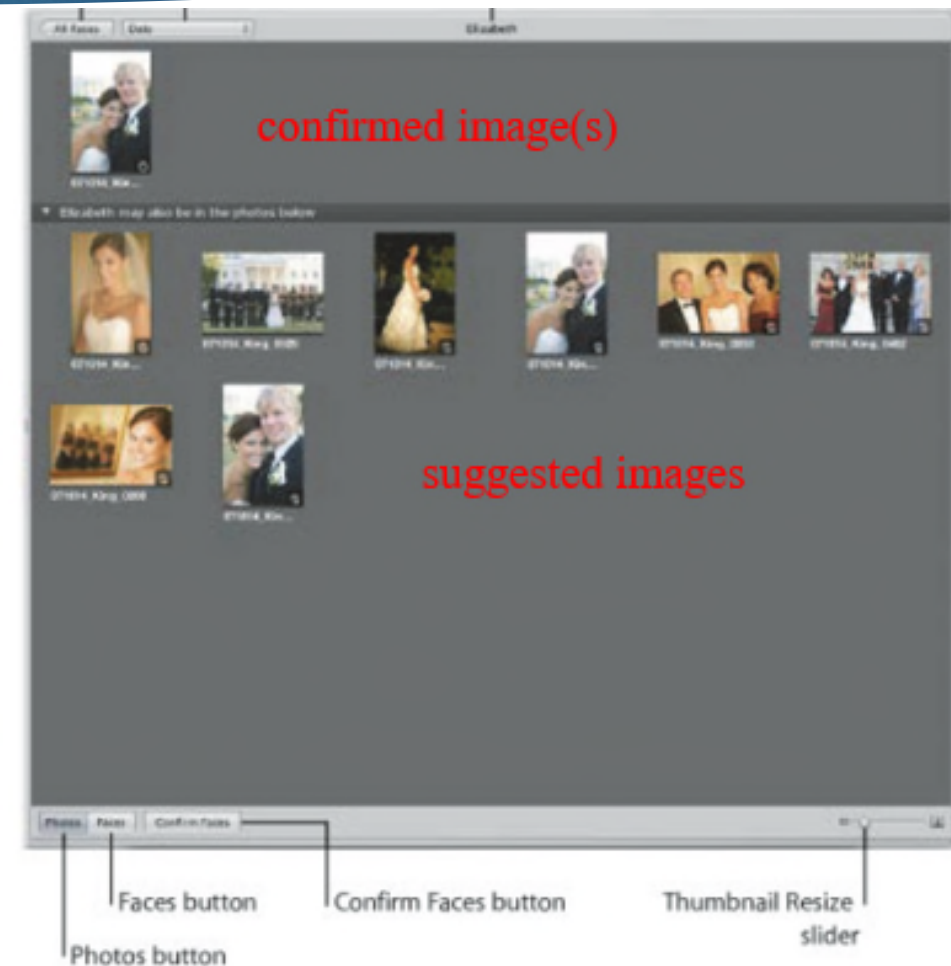 All Faces
Date
Elizabeth
confirmed image(s)
Elizabeth may also be in the photos below
suggested images
Photos
Faces
Confirm Faces
Faces button
Confirm Faces button
Thumbnail Resize
slider
Photos button